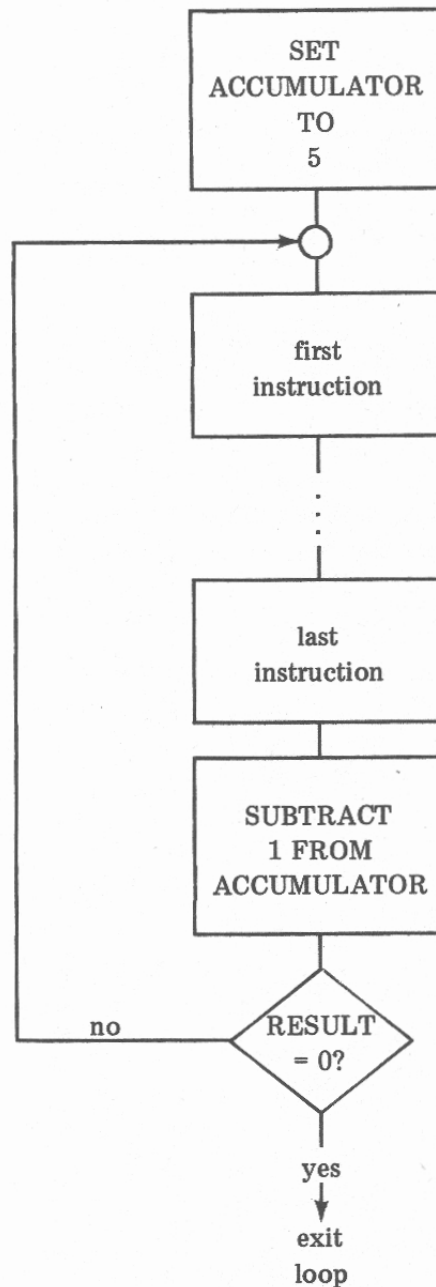 SET
ACCUMULATOR
TO
5
first
instruction
last
instruction
SUBTRACT
1 FROM
ACCUMULATOR
no
RESULT
= 0?
yes
exit
loop